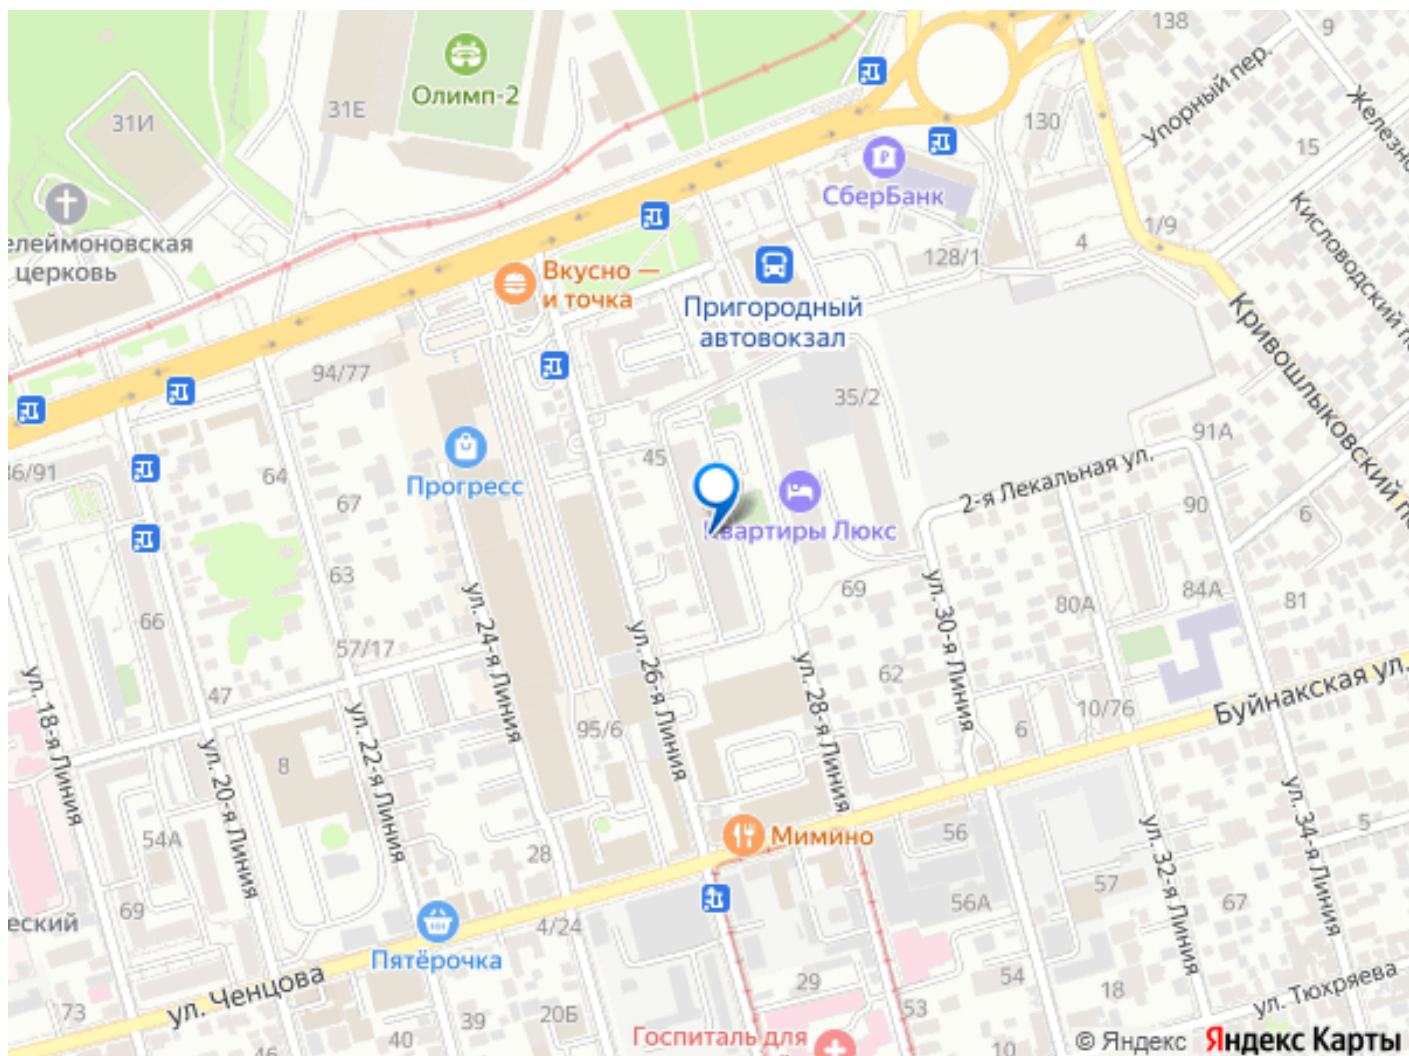 138
9
Олимп-2
31Е
31И
130
Упорный пер.
15
Железно
СберБанк
Кисловодский п
1/9
4
128/1
елеймоновская
церковь
Вкусно —
и точка
Пригородный
автовокзал
Кривошлыковский п
94/77
35/2
91А
45
2-я Лекальная ул.
64
67
Прогресс
36/91
90
6
Квартиры Люкс
63
69
84А
81
80А
66
57/17
ул. 24-я Линия
ул. 26-я Линия
ул. 30-я Линия
ул. 28-я Линия
62
47
ул. 18-я Линия
ул. 20-я Линия
ул. 22-я Линия
8
95/6
6
10/76
Буйнакская ул.
ул. 34-я Линия
ул. 32-я Линия
54А
28
Мимино
56
5
57
67
56А
69
еский
4/24
Пятёрочка
ул. Ченцова
29
54
53
18
ул. Тюхряева
73
39
20Б
40
46
10
Госпиталь для
© Яндекс Яндекс Карты